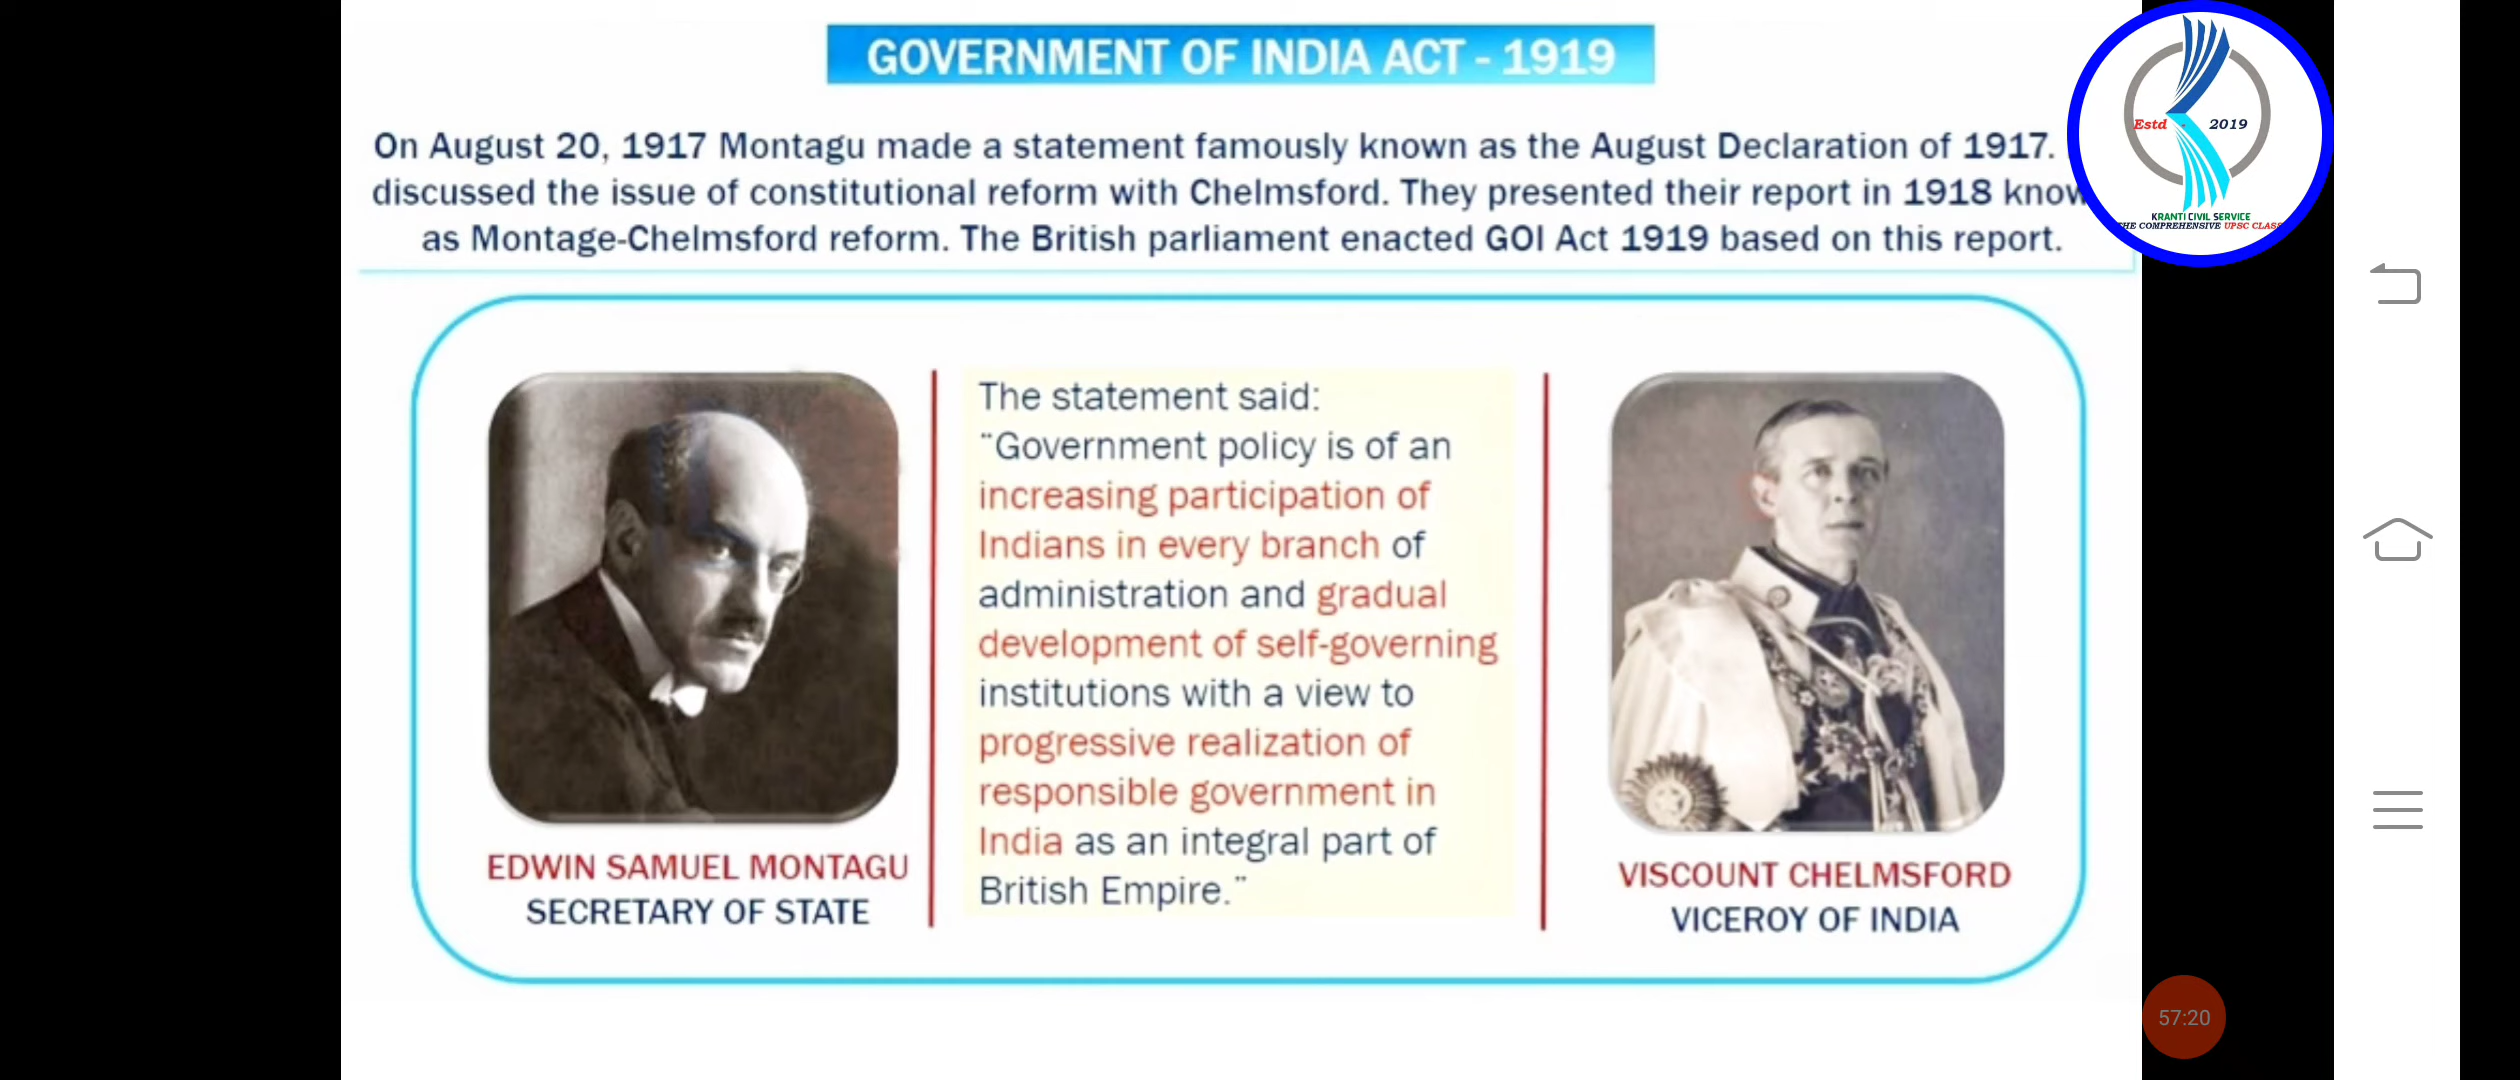 GOVERNMENT OF INDIA ACT - 1919
On August 20, 1917 Montagu made a statement famously known as the August Declaration of 1917.
discussed the issue of constitutional reform with Chelmsford. They presented their report in 1918 know
as Montage-Chelmsford reform. The British parliament enacted GOI Act 1919 based on this report.
Estd 2019
KRANTI CIVIL SERVICE
THE COMPREHENSIVE UPSC CLASS
The statement said:
¨Government policy is of an
increasing participation of
Indians in every branch of
administration and gradual
development of self-governing
institutions with a view to
progressive realization of
responsible government in
India as an integral part of
British Empire.¨
EDWIN SAMUEL MONTAGU
SECRETARY OF STATE
VISCOUNT CHELMSFORD
VICEROY OF INDIA
57:20